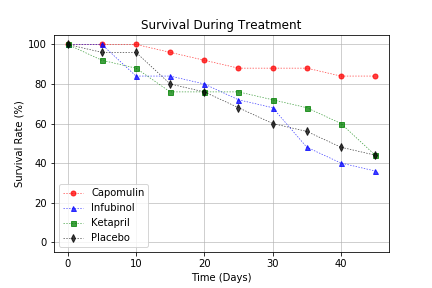 Survival During Treatment
Survival Rate (%)
100
80
60
40
20
0
Capomulin
Infubinol
Ketapril
Placebo
0 10 20 30 40
Time (Days)